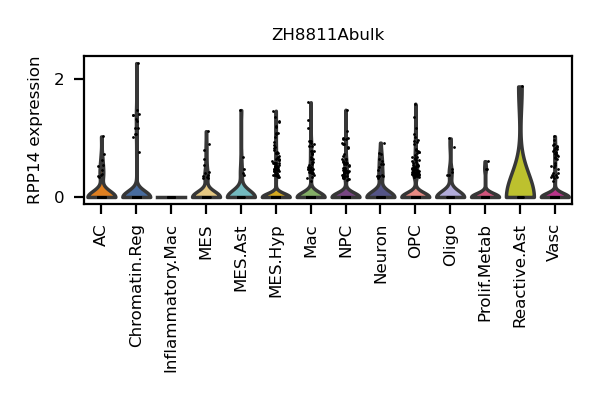 ZH8811Abulk
RPP14 expression
2
0
AC
Chromatin.Reg
Inflammatory.Mac
MES
MES.Ast
MES.Hyp
Mac
NPC
Neuron
OPC
Oligo
Prolif.Metab
Reactive.Ast
Vasc